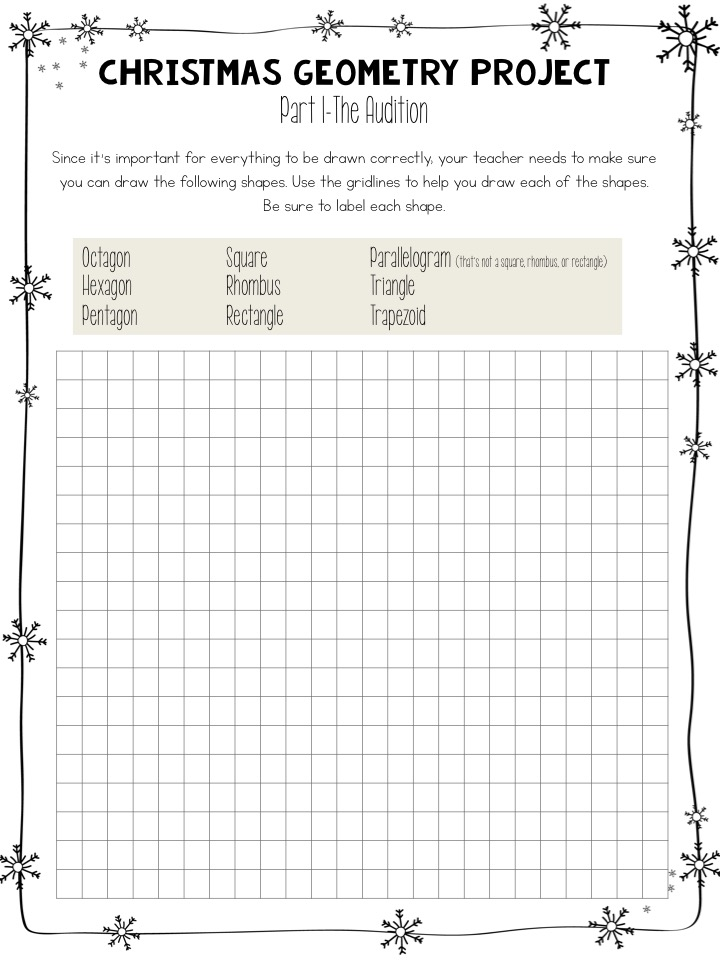 CHRISTMAS GEOMETRY PROJECT
Part 1-The Audition
Since it's important for everything to be drawn correctly, your teacher needs to make sure
you can draw the following shapes. Use the gridlines to help you draw each of the shapes.
Be sure to label each shape.
Octagon Square Parallelogram (that's not a square, rhombus, or rectangle)
Hexagon Rhombus Triangle
Pentagon Rectangle Trapezoid